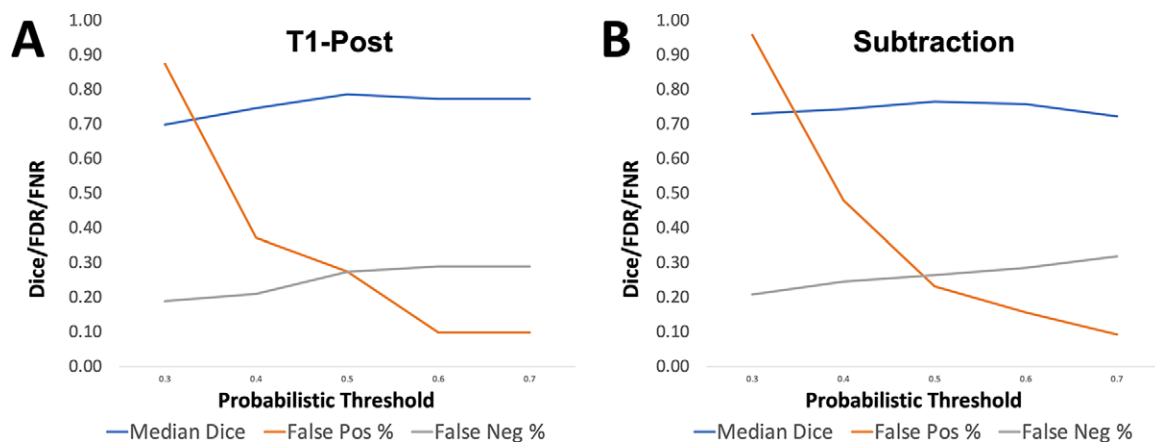 A
T1-Post
Dice/FDR/FNR
1.00
0.90
0.80
0.70
0.60
0.50
0.40
0.30
0.20
0.10
0.00
0.3 0.4 0.5 0.6 0.7
Probabilistic Threshold
Median Dice False Pos % False Neg %
B
Subtraction
Dice/FDR/FNR
1.00
0.90
0.80
0.70
0.60
0.50
0.40
0.30
0.20
0.10
0.00
0.3 0.4 0.5 0.6 0.7
Probabilistic Threshold
Median Dice False Pos % False Neg %